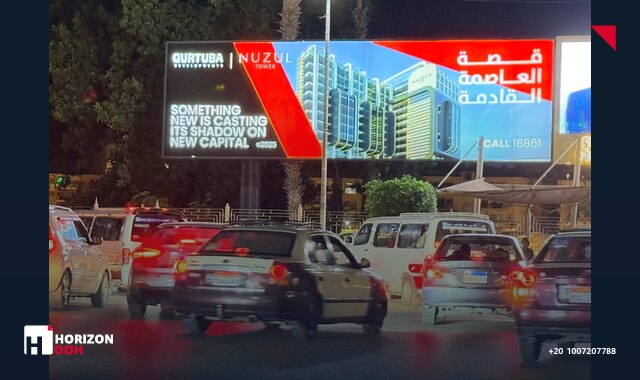 QURTUBA
DEVELOPMENTS
NUZUL
TOWER
SOMETHING
NEW IS CASTING
ITS SHADOW ON
NEW CAPITAL ©2025
قصة
العاصمة
القادمة
CALL 16861
HORIZON
OOH
+20 1007207788